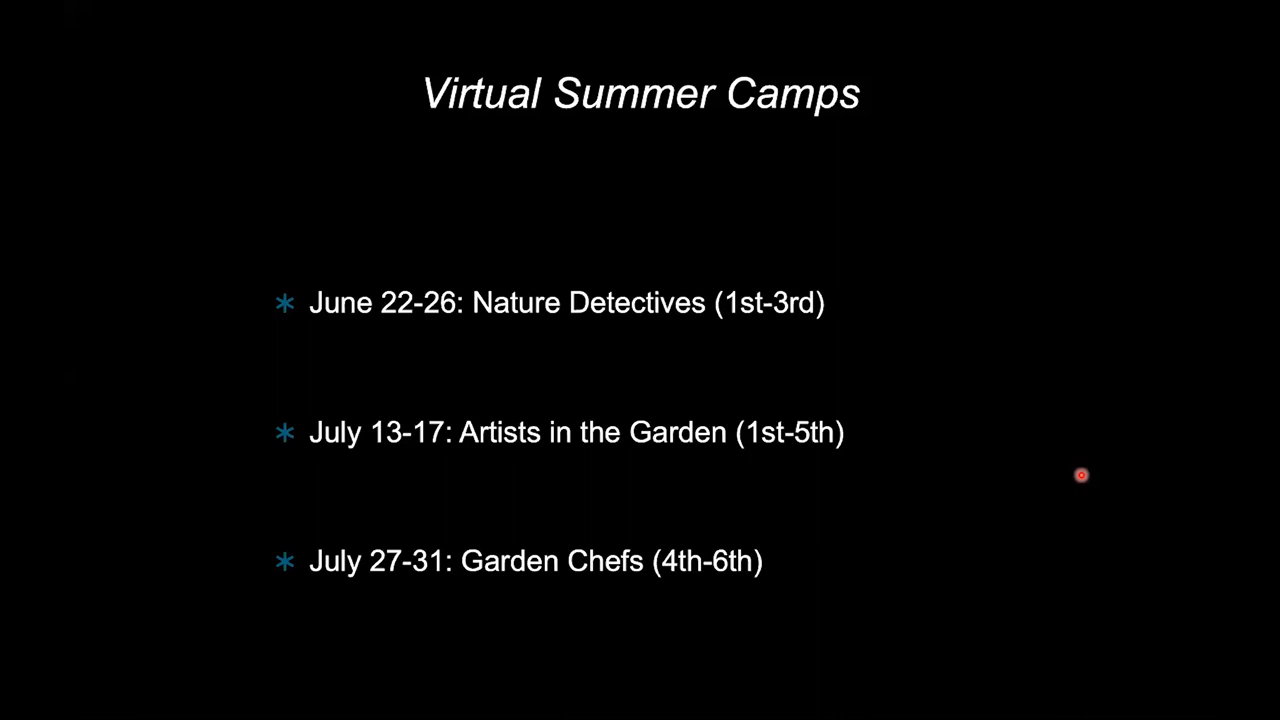 Virtual Summer Camps
* June 22-26: Nature Detectives (1st-3rd)
* July 13-17: Artists in the Garden (1st-5th)
* July 27-31: Garden Chefs (4th-6th)